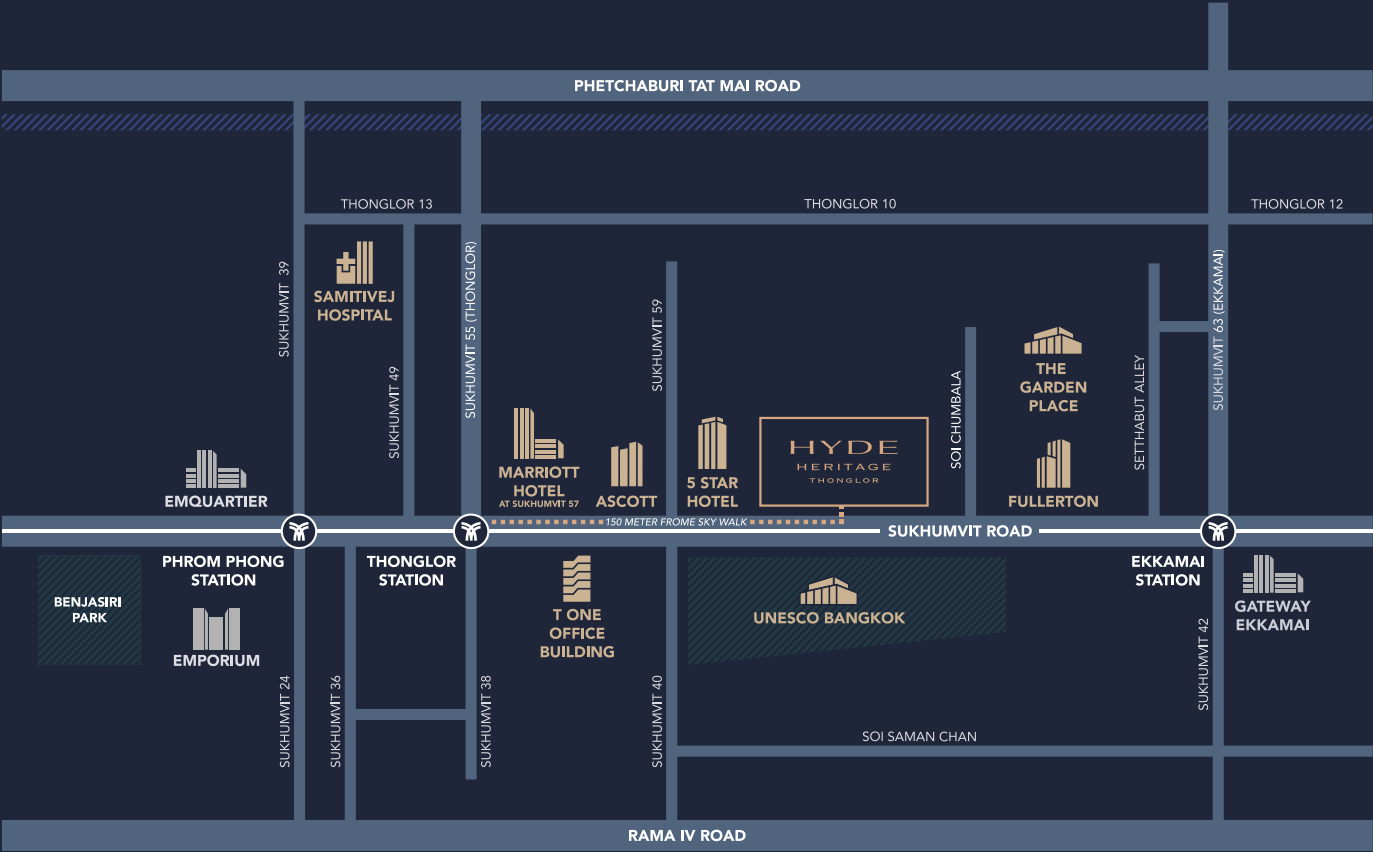 PHETCHABURI TAT MAI ROAD
THONGLOR 13
THONGLOR 10
THONGLOR 12
SUKHUMVIT 39
SAMITIVEJ
HOSPITAL
SUKHUMVIT 49
SUKHUMVIT 55 (THONGLOR)
SUKHUMVIT 59
SOI CHUMBALA
THE
GARDEN
PLACE
SETTHABUT ALLEY
SUKHUMVIT 63 (EKKAMAI)
EMQUARTIER
MARRIOTT
HOTEL
AT SUKHUMVIT 57
ASCOTT
5 STAR
HOTEL
HYDE
HERITAGE
THONGLOR
FULLERTON
150 METER FROME SKY WALK
SUKHUMVIT ROAD
PHROM PHONG
STATION
THONGLOR
STATION
EKKAMAI
STATION
BENJASIRI
PARK
EMPORIUM
T ONE
OFFICE
BUILDING
UNESCO BANGKOK
GATEWAY
EKKAMAI
SUKHUMVIT 24
SUKHUMVIT 36
SUKHUMVIT 38
SUKHUMVIT 40
SUKHUMVIT 42
SOI SAMAN CHAN
RAMA IV ROAD